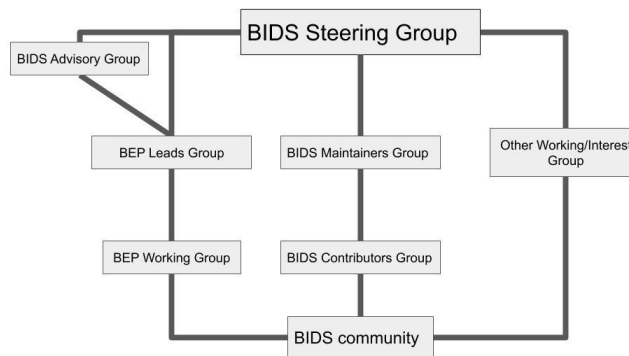 BIDS Steering Group
BIDS Advisory Group
BEP Leads Group
BIDS Maintainers Group
Other Working/Interest
Group
BEP Working Group
BIDS Contributors Group
BIDS community